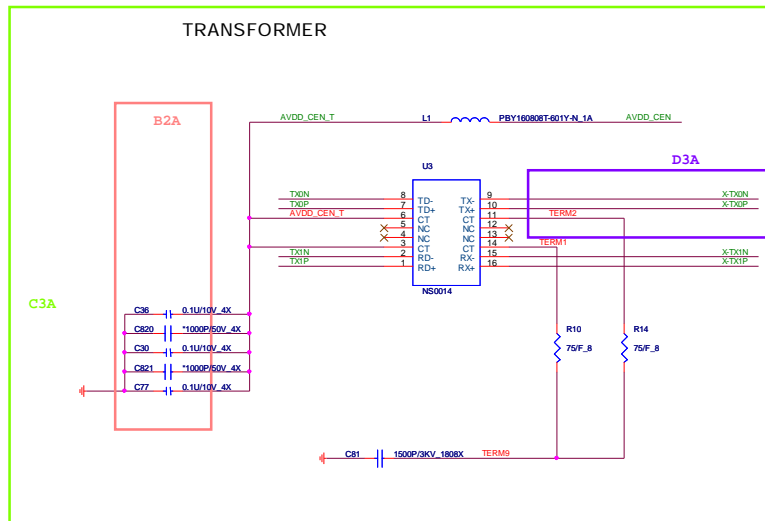 TRANSFORMER
B2A
AVDD_CEN_T
L1
PBY160808T-601Y-N_1A
AVDD_CEN
D3A
U3
TX0N 8 TD- TX- 9 X-TX0N
TX0P 7 TD+ TX+ 10 X-TX0P
AVDD_CEN_T 6 CT CT 11 TERM2
5 NC NC 12
4 NC NC 13
3 CT CT 14 TERM1
TX1N 2 RD- RX- 15 X-TX1N
TX1P 1 RD+ RX+ 16 X-TX1P
NS0014
C3A
C36 0.1U/10V_4X
C820 *1000P/50V_4X
C30 0.1U/10V_4X
C821 *1000P/50V_4X
C77 0.1U/10V_4X
R10
75/F_8
R14
75/F_8
C81 1500P/3KV_1808X TERM9